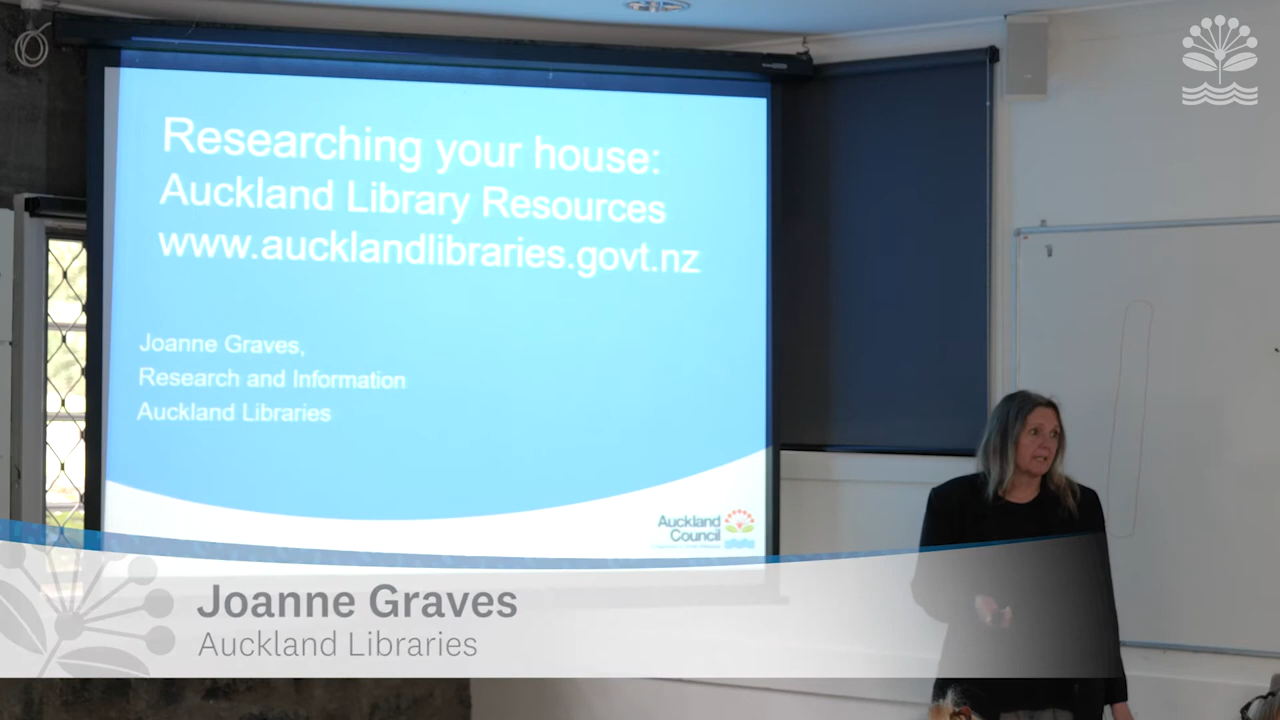 Researching your house:
Auckland Library Resources
www.aucklandlibraries.govt.nz
Joanne Graves,
Research and Information
Auckland Libraries
Auckland
Council
Joanne Graves
Auckland Libraries